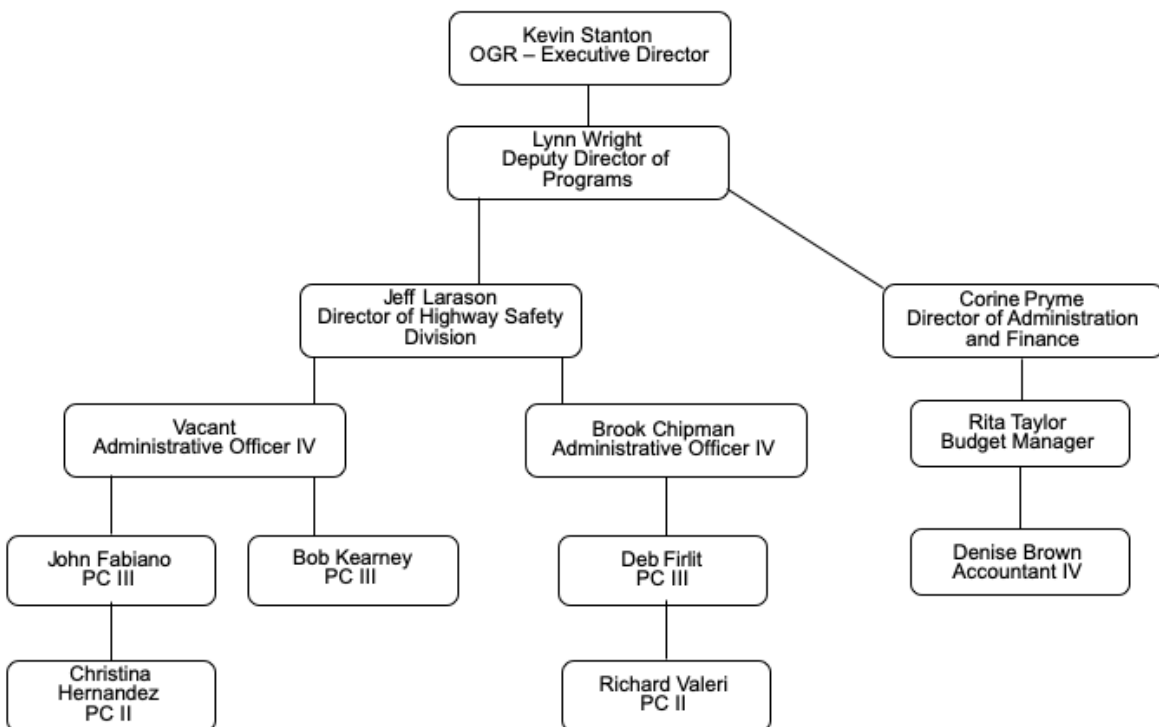 Kevin Stanton
OGR – Executive Director
Lynn Wright
Deputy Director of
Programs
Jeff Larason
Director of Highway Safety
Division
Corine Pryme
Director of Administration
and Finance
Vacant
Administrative Officer IV
Brook Chipman
Administrative Officer IV
Rita Taylor
Budget Manager
John Fabiano
PC III
Bob Kearney
PC III
Deb Firlit
PC III
Denise Brown
Accountant IV
Christina
Hernandez
PC II
Richard Valeri
PC II